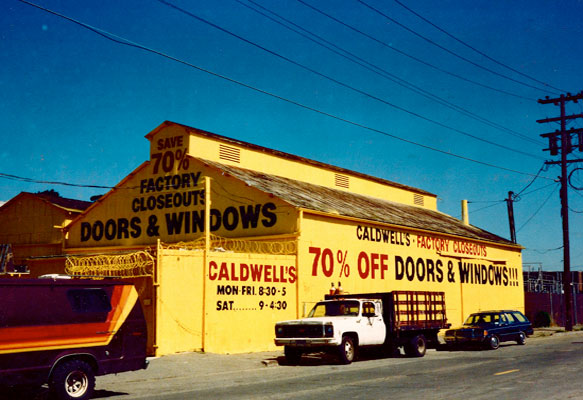 SAVE
70%
FACTORY
CLOSEOUTS
DOORS & WINDOWS
CALDWELL'S
MON-FRI. 8:30-5
SAT....... 9-4:30
CALDWELL'S - FACTORY CLOSEOUTS
70% OFF DOORS & WINDOWS!!!